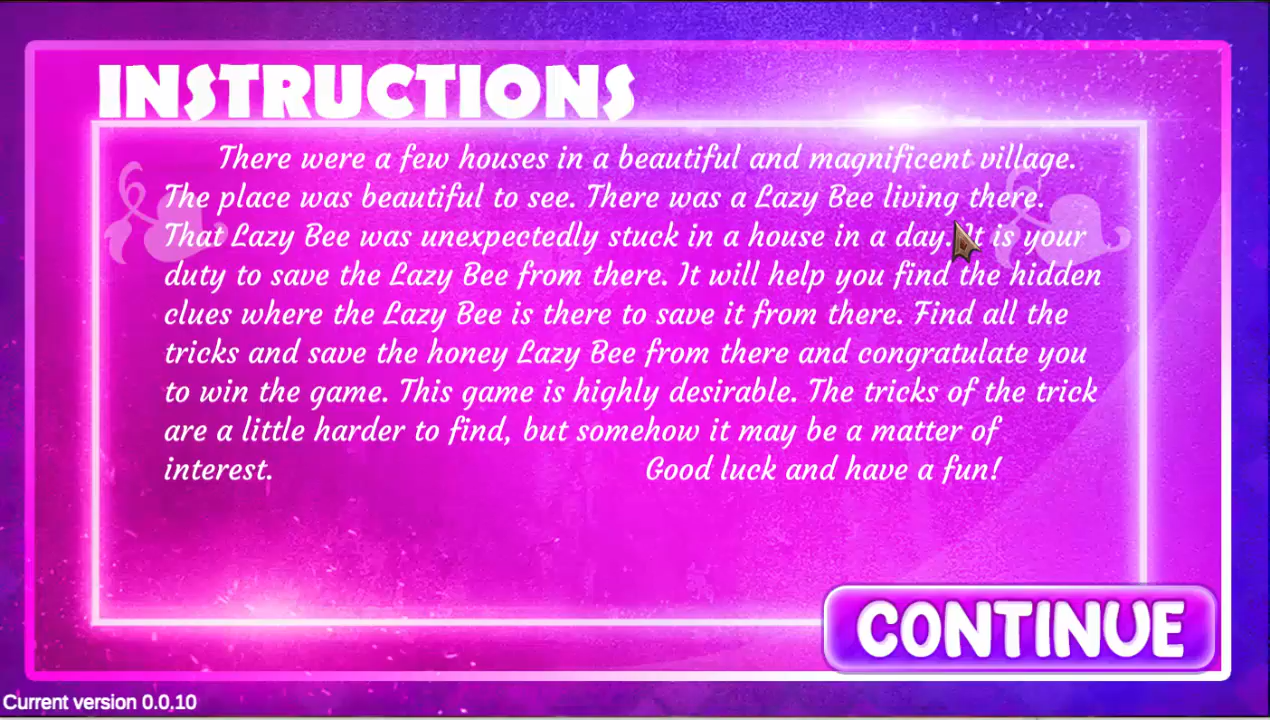 INSTRUCTIONS
There were a few houses in a beautiful and magnificent village.
The place was beautiful to see. There was a Lazy Bee living there.
That Lazy Bee was unexpectedly stuck in a house in a day. It is your
duty to save the Lazy Bee from there. It will help you find the hidden
clues where the Lazy Bee is there to save it from there. Find all the
tricks and save the honey Lazy Bee from there and congratulate you
to win the game. This game is highly desirable. The tricks of the trick
are a little harder to find, but somehow it may be a matter of
interest. Good luck and have a fun!
CONTINUE
Current version 0.0.10